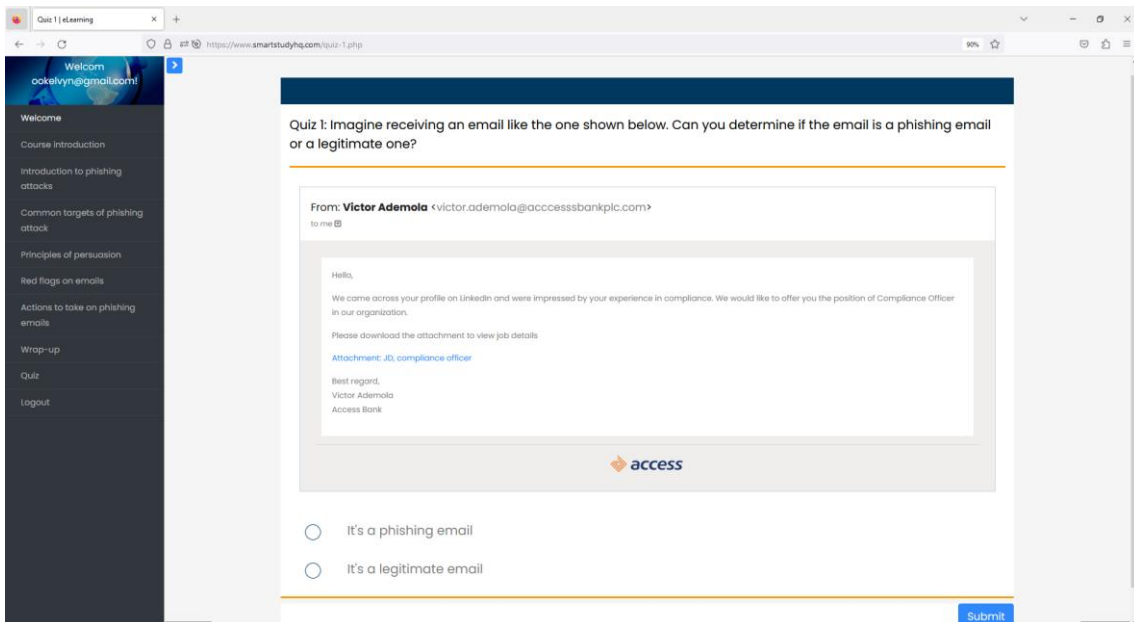 Quiz 1 | eLearning
https://www.smartstudyhq.com/quiz-1.php
90%
Welcom
ookelvyn@gmail.com!
Welcome
Course introduction
Introduction to phishing
attacks
Common targets of phishing
attack
Principles of persuasion
Red flags on emails
Actions to take on phishing
emails
Wrap-up
Quiz
Logout
Quiz 1: Imagine receiving an email like the one shown below. Can you determine if the email is a phishing email
or a legitimate one?
From: Victor Ademola <victor.ademola@acccesssbankplc.com>
to me
Hello,
We came across your profile on LinkedIn and were impressed by your experience in compliance. We would like to offer you the position of Compliance Officer
in our organization.
Please download the attachment to view job details
Attachment: JD, compliance officer
Best regard,
Victor Ademola
Access Bank
access
It's a phishing email
It's a legitimate email
Submit